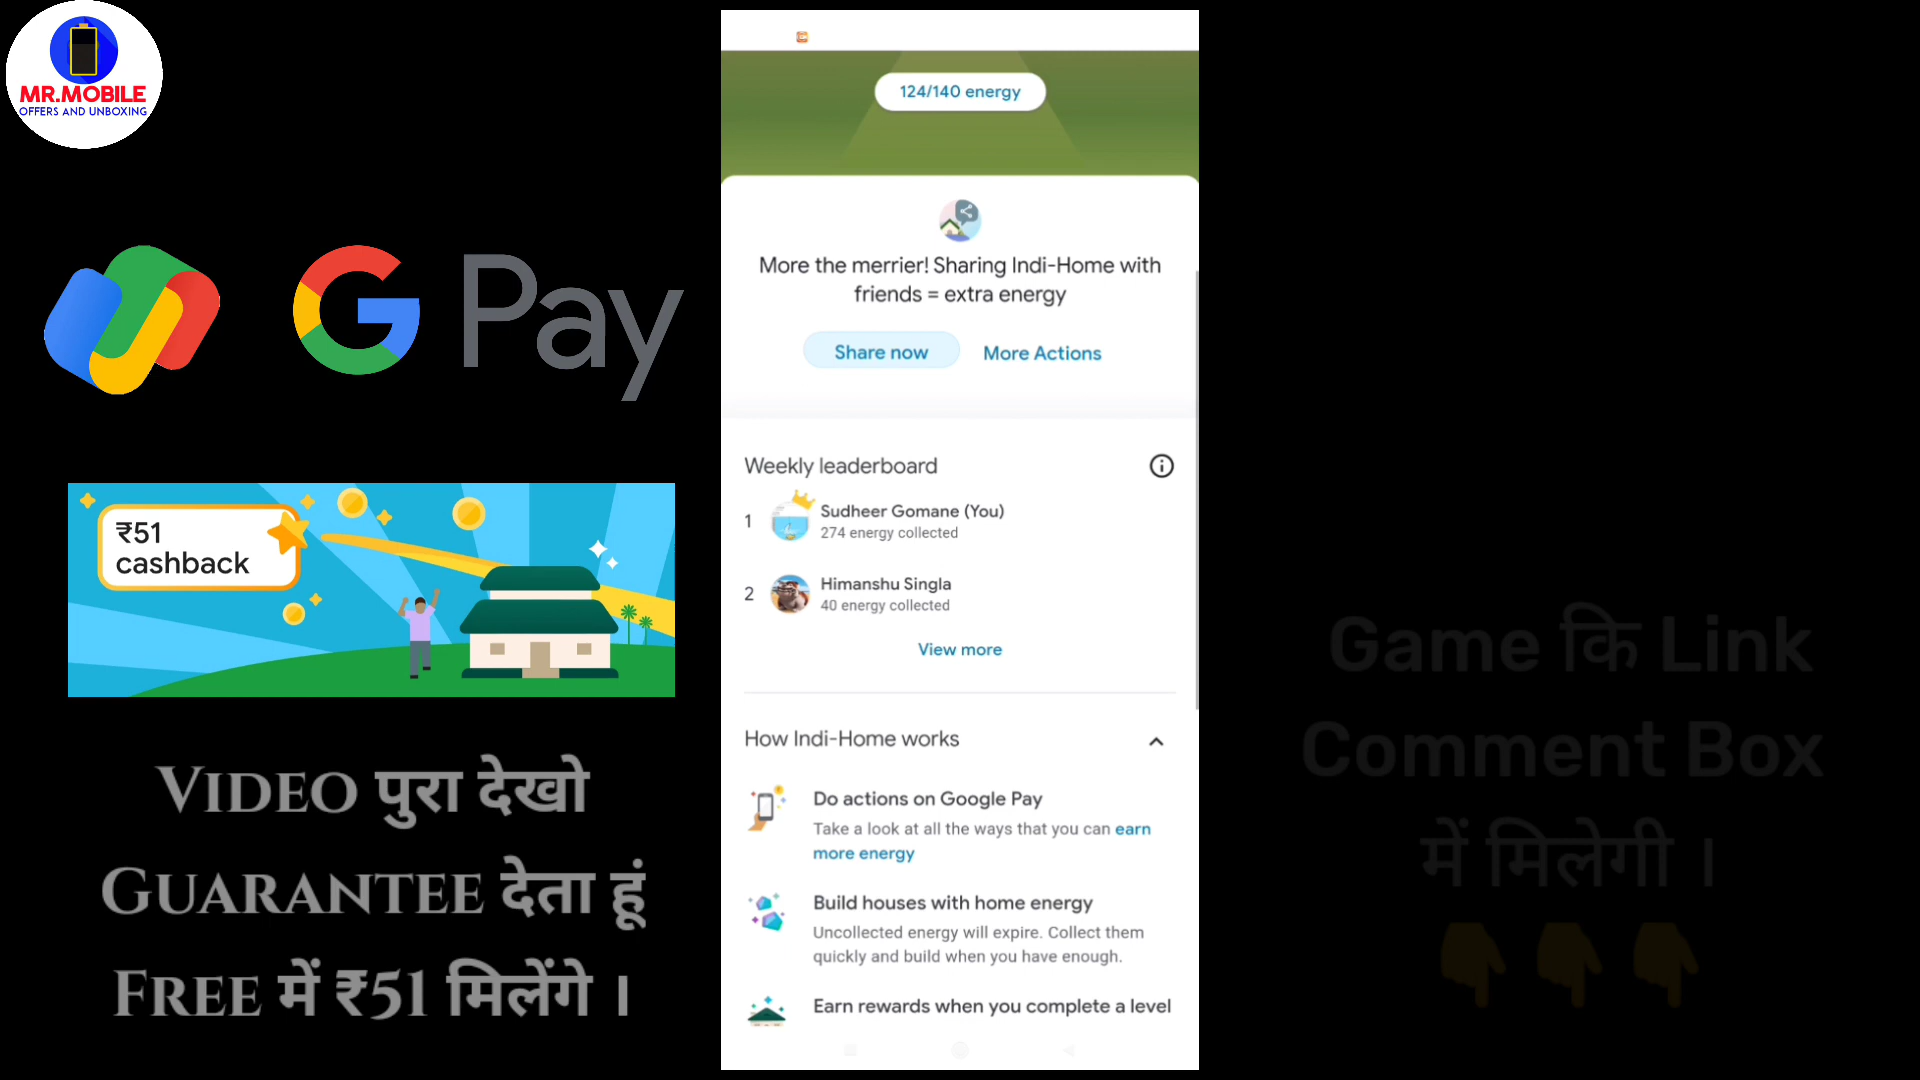 MR.MOBILE
OFFERS AND UNBOXING
G Pay
₹51
cashback
VIDEO पुरा देखो
GUARANTEE देता हूं
FREE में ₹51 मिलेंगे ।
124/140 energy
More the merrier! Sharing Indi-Home with
friends = extra energy
Share now
More Actions
Weekly leaderboard
1
Sudheer Gomane (You)
274 energy collected
2
Himanshu Singla
40 energy collected
View more
How Indi-Home works
Do actions on Google Pay
Take a look at all the ways that you can earn
more energy
Build houses with home energy
Uncollected energy will expire. Collect them
quickly and build when you have enough.
Earn rewards when you complete a level
Game कि Link
Comment Box
में मिलेगी ।